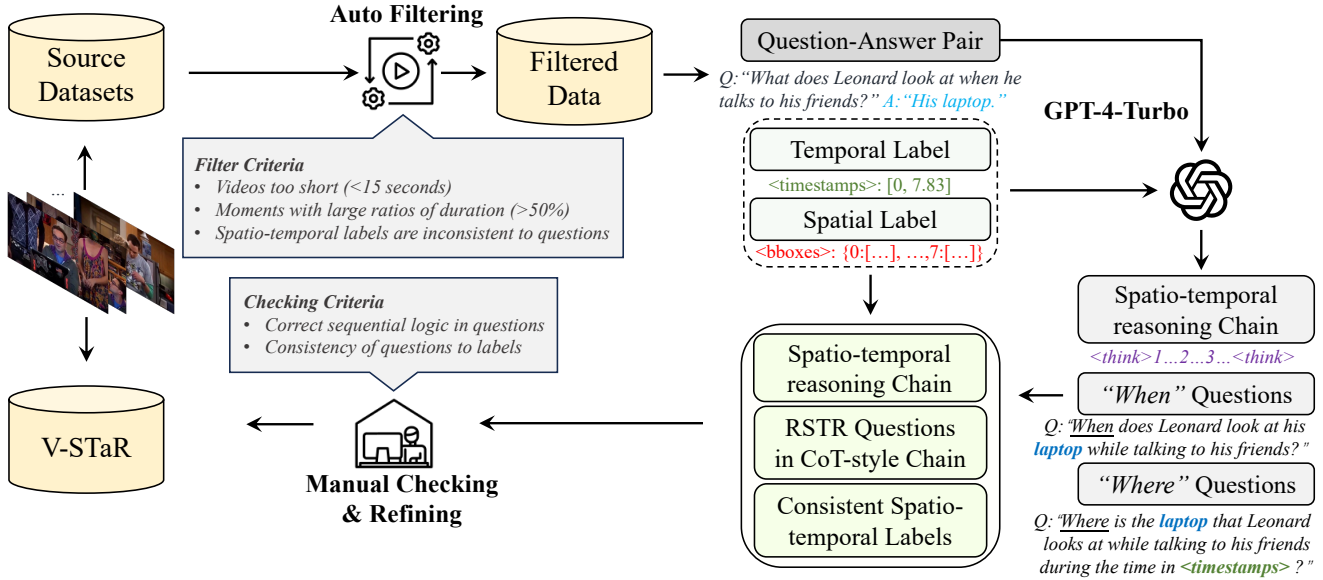 Source
Datasets
Auto Filtering
Filtered
Data
Question-Answer Pair
Q:“What does Leonard look at when he
talks to his friends?” A:“His laptop.”
GPT-4-Turbo
Temporal Label
<timestamps>: [0, 7.83]
Spatial Label
<bboxes>: {0:[…], …,7:[…]}
Filter Criteria
• Videos too short (<15 seconds)
• Moments with large ratios of duration (>50%)
• Spatio-temporal labels are inconsistent to questions
...
Checking Criteria
• Correct sequential logic in questions
• Consistency of questions to labels
Spatio-temporal
reasoning Chain
<think>1…2…3…<think>
“When” Questions
Q: “When does Leonard look at his
laptop while talking to his friends?”
“Where” Questions
Q: “Where is the laptop that Leonard
looks at while talking to his friends
during the time in <timestamps> ?”
Spatio-temporal
reasoning Chain
RSTR Questions
in CoT-style Chain
Consistent Spatio-
temporal Labels
Manual Checking
& Refining
V-STaR